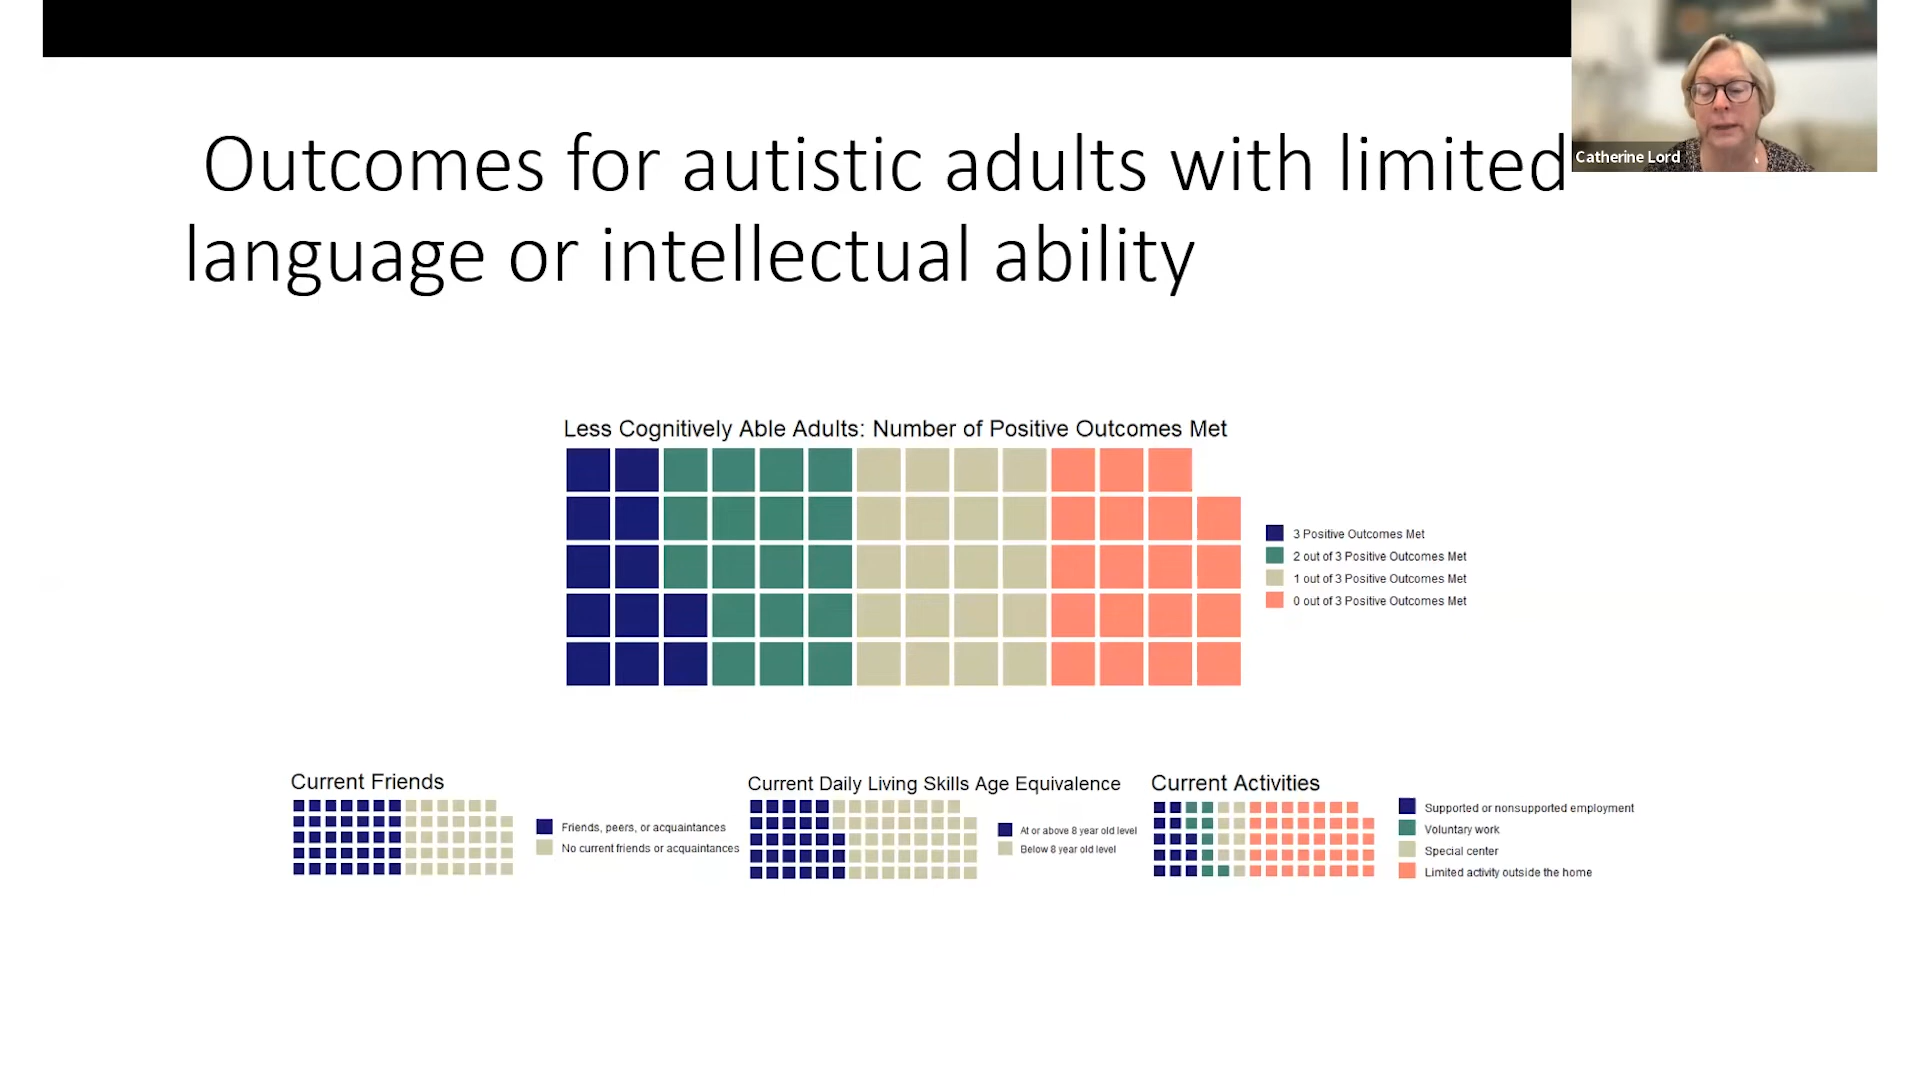 Catherine Lord
Outcomes for autistic adults with limited
language or intellectual ability
Less Cognitively Able Adults: Number of Positive Outcomes Met
3 Positive Outcomes Met
2 out of 3 Positive Outcomes Met
1 out of 3 Positive Outcomes Met
0 out of 3 Positive Outcomes Met
Current Friends
Friends, peers, or acquaintances
No current friends or acquaintances
Current Daily Living Skills Age Equivalence
At or above 8 year old level
Below 8 year old level
Current Activities
Supported or nonsupported employment
Voluntary work
Special center
Limited activity outside the home